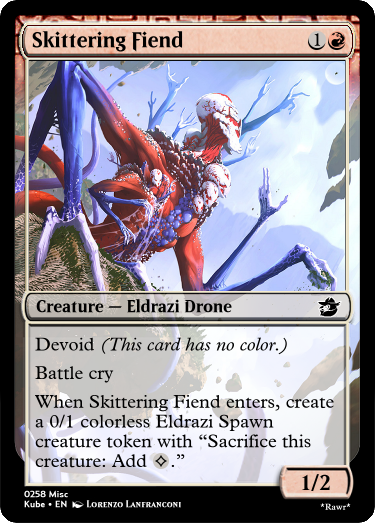 Skittering Fiend 1
Creature — Eldrazi Drone
Devoid (This card has no color.)
Battle cry
When Skittering Fiend enters, create
a 0/1 colorless Eldrazi Spawn
creature token with “Sacrifice this
creature: Add ◇.”
1/2
0258 Misc
Kube • EN Lorenzo Lanfranconi
*Rawr*